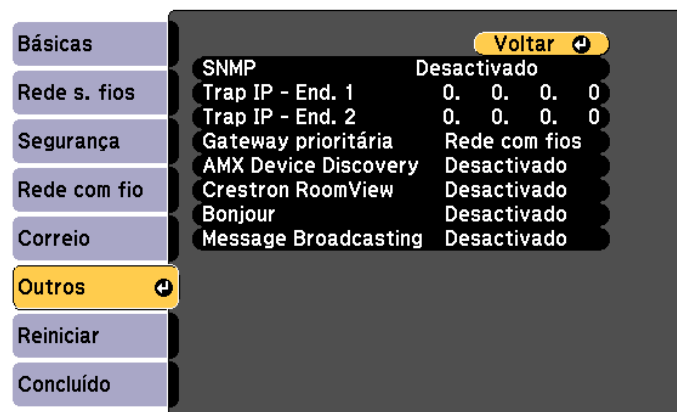 Básicas
Rede s. fios
Segurança
Rede com fio
Correio
Outros
Reiniciar
Concluído
Voltar
SNMP Desactivado
Trap IP - End. 1 0. 0. 0. 0
Trap IP - End. 2 0. 0. 0. 0
Gateway prioritária Rede com fios
AMX Device Discovery Desactivado
Crestron RoomView Desactivado
Bonjour Desactivado
Message Broadcasting Desactivado